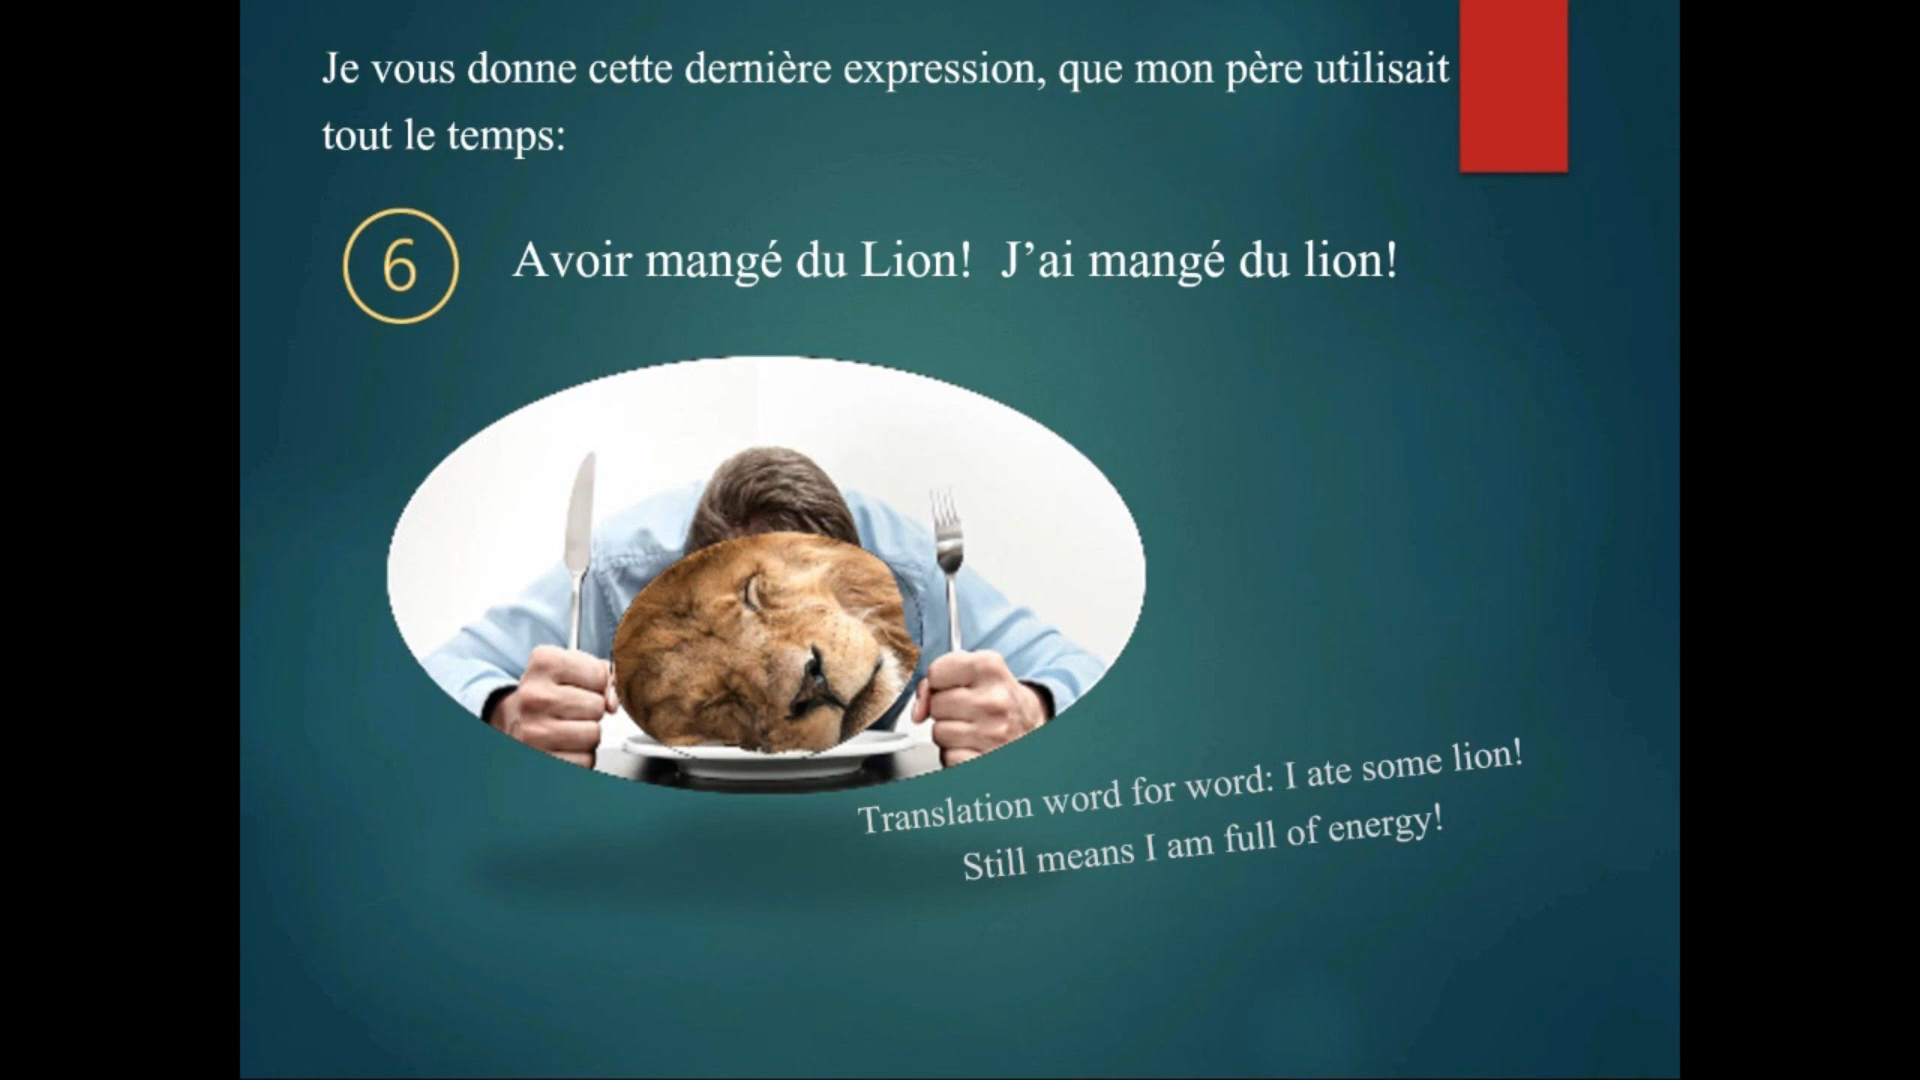 Je vous donne cette dernière expression, que mon père utilisait
tout le temps:
6
Avoir mangé du Lion!  J’ai mangé du lion!
Translation word for word: I ate some lion!
Still means I am full of energy!